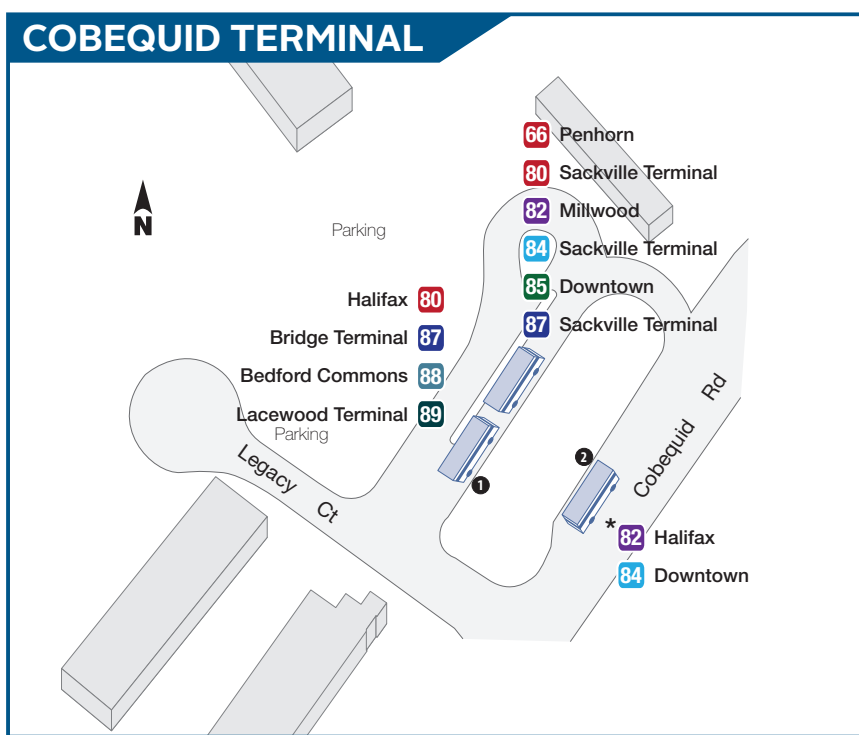 COBEQUID TERMINAL
66 Penhorn
80 Sackville Terminal
82 Millwood
84 Sackville Terminal
85 Downtown
87 Sackville Terminal
N
Parking
Halifax 80
Bridge Terminal 87
Bedford Commons 88
Lacewood Terminal 89
Parking
Legacy Ct
1
2
Cobequid Rd
*
82 Halifax
84 Downtown